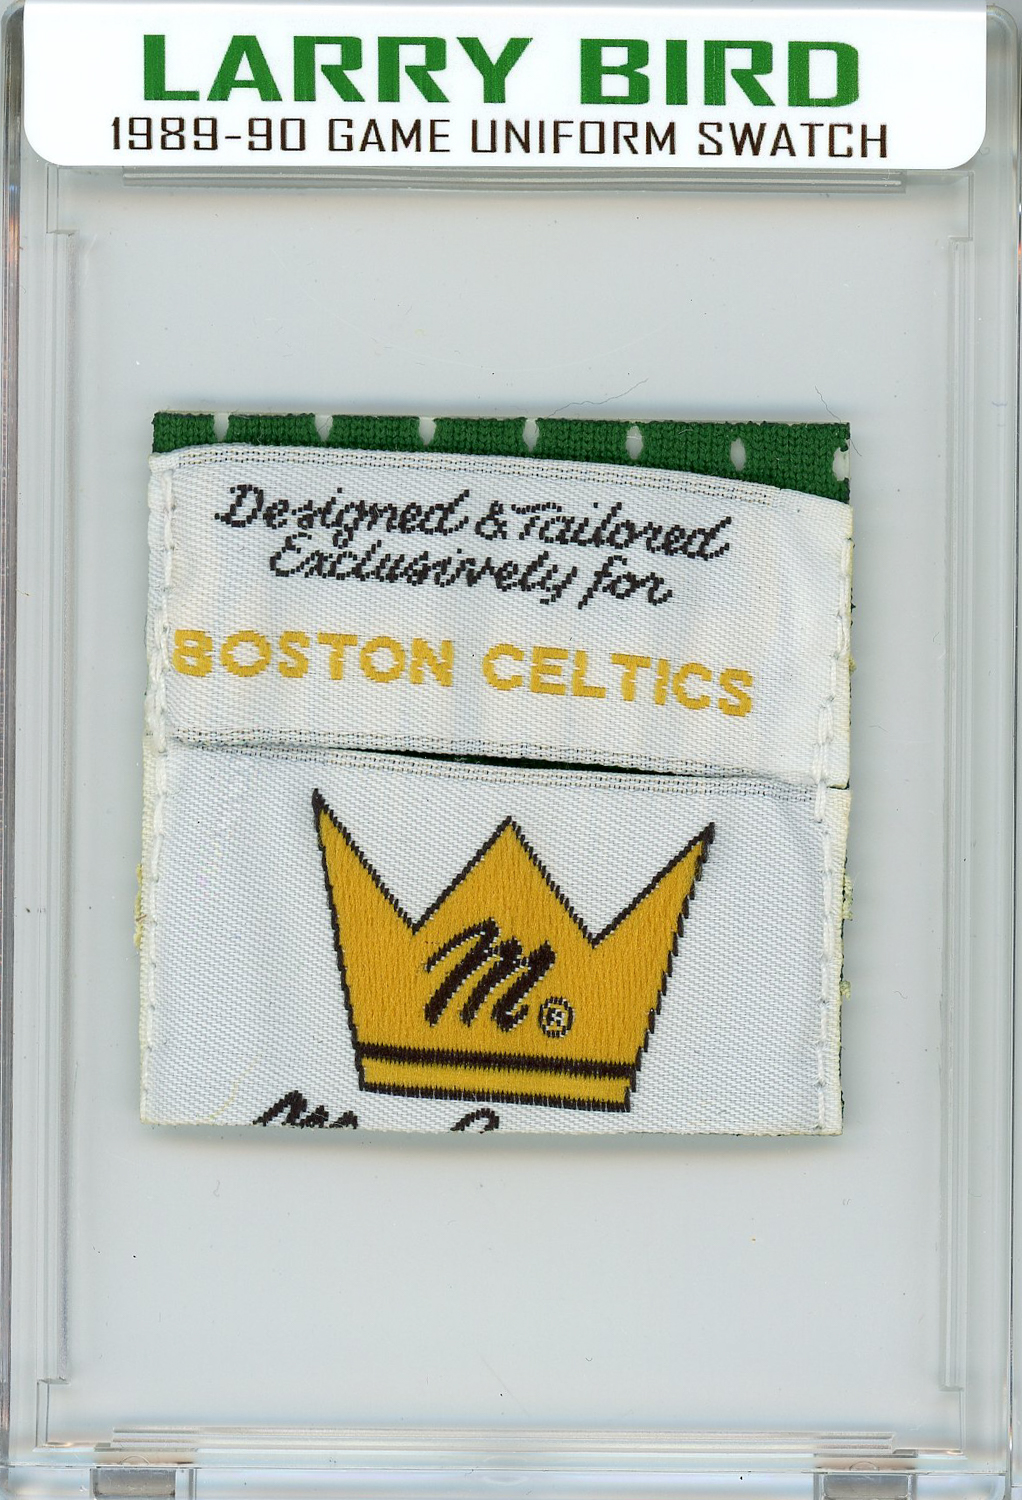 LARRY BIRD
1989-90 GAME UNIFORM SWATCH
Designed & Tailored
Exclusively for
BOSTON CELTICS
M ®